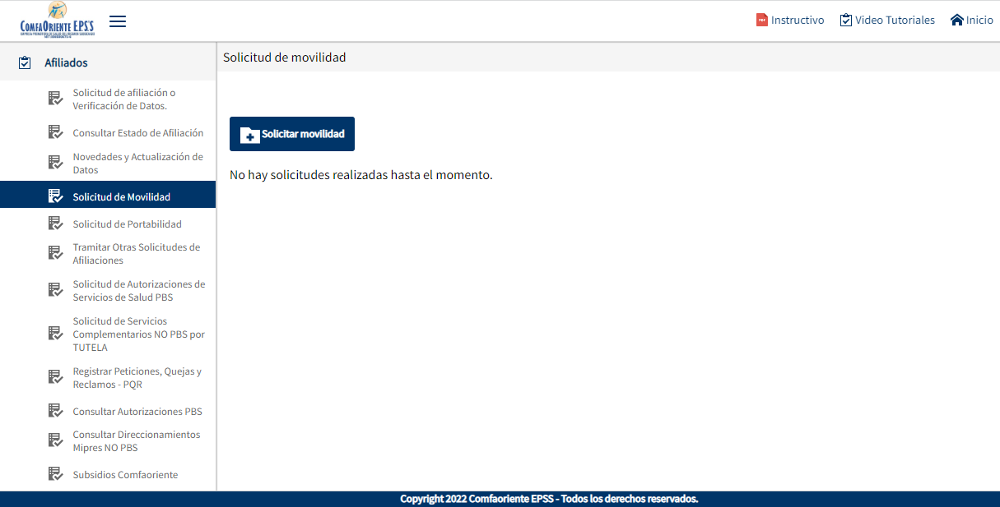 COMFAORIENTE EPS'S
Instructivo
Video Tutoriales
Inicio
Afiliados
Solicitud de afiliación o
Verificación de Datos.
Consultar Estado de Afiliación
Novedades y Actualización de
Datos
Solicitud de Movilidad
Solicitud de Portabilidad
Tramitar Otras Solicitudes de
Afiliaciones
Solicitud de Autorizaciones de
Servicios de Salud PBS
Solicitud de Servicios
Complementarios NO PBS por
TUTELA
Registrar Peticiones, Quejas y
Reclamos - PQR
Consultar Autorizaciones PBS
Consultar Direccionamientos
Mipres NO PBS
Subsidios Comfaoriente
Solicitud de movilidad
Solicitar movilidad
No hay solicitudes realizadas hasta el momento.
Copyright 2022 Comfaoriente EPSS - Todos los derechos reservados.